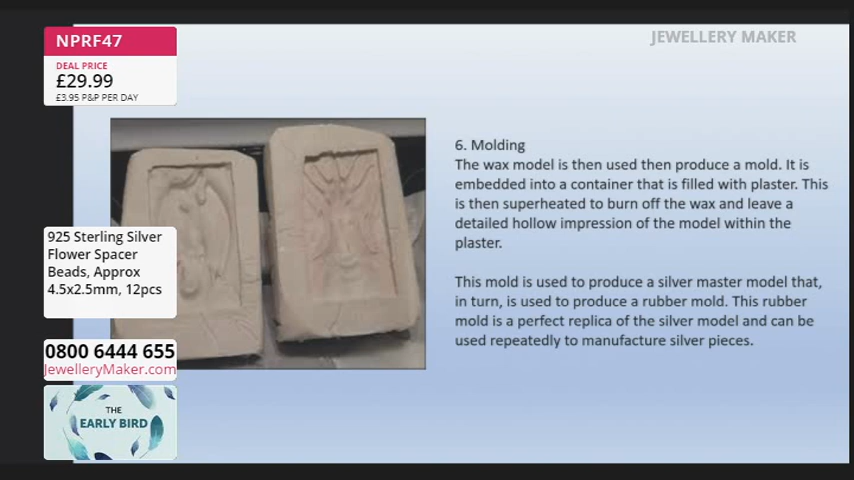 NPRF47
DEAL PRICE
£29.99
£3.95 P&P PER DAY
JEWELLERY MAKER
6. Molding
The wax model is then used then produce a mold. It is
embedded into a container that is filled with plaster. This
is then superheated to burn off the wax and leave a
detailed hollow impression of the model within the
plaster.
This mold is used to produce a silver master model that,
in turn, is used to produce a rubber mold. This rubber
mold is a perfect replica of the silver model and can be
used repeatedly to manufacture silver pieces.
925 Sterling Silver
Flower Spacer
Beads, Approx
4.5x2.5mm, 12pcs
0800 6444 655
JewelleryMaker.com
THE
EARLY BIRD